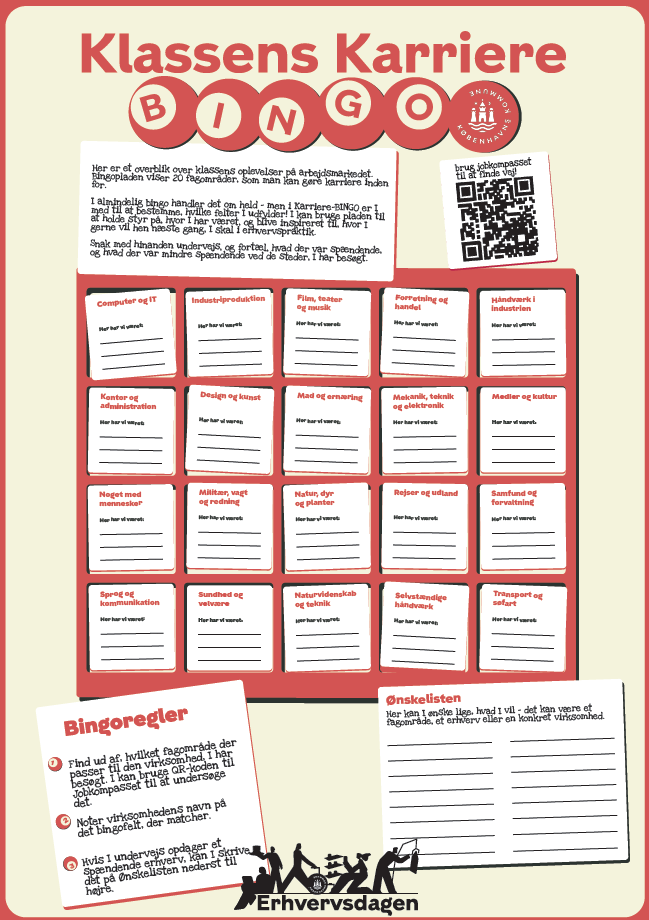 Klassens Karriere
BINGO
KØBENHAVNS KOMMUNE
Her er et overblik over klassens oplevelser på arbejdsmarkedet.
Bingopladen viser 20 fagområder, som man kan gøre karriere inden
for.
I almindelig bingo handler det om held - men i Karriere-BINGO er I
med til at bestemme, hvilke felter I udfylder! I kan bruge pladen til
at holde styr på, hvor I har været, og blive inspireret til, hvor I
gerne vil hen næste gang, I skal i erhvervspraktik.
Snak med hinanden undervejs, og fortæl, hvad der var spændende,
og hvad der var mindre spændende ved de steder, I har besøgt.
brug jobkompasset
til at finde vej!
Computer og IT
Her har vi været:
Industriproduktion
Her har vi været:
Film, teater
og musik
Her har vi været:
Forretning og
handel
Her har vi været:
Håndværk i
industrien
Her har vi været:
Kontor og
administration
Her har vi været:
Design og kunst
Her har vi været:
Mad og ernæring
Her har vi været:
Mekanik, teknik
og elektronik
Her har vi været:
Medier og kultur
Her har vi været:
Noget med
mennesker
Her har vi været:
Militær, vagt
og redning
Her har vi været:
Natur, dyr
og planter
Her har vi været:
Rejser og udland
Her har vi været:
Samfund og
forvaltning
Her har vi været:
Sprog og
kommunikation
Her har vi været:
Sundhed og
velvære
Her har vi været:
Naturvidenskab
og teknik
Her har vi været:
Selvstændige
håndværk
Her har vi været:
Transport og
søfart
Her har vi været:
Bingoregler
1 Find ud af, hvilket fagområde der
passer til den virksomhed, I har
besøgt. I kan bruge QR-koden til
Jobkompasset til at undersøge
det.
2 Noter virksomhedens navn på
det bingofelt, der matcher.
3 Hvis I undervejs opdager et
spændende erhverv, kan I skrive
det på Ønskelisten nederst til
højre.
Ønskelisten
Her kan I ønske lige, hvad I vil - det kan være et
fagområde, et erhverv eller en konkret virksomhed.
Erhvervsdagen